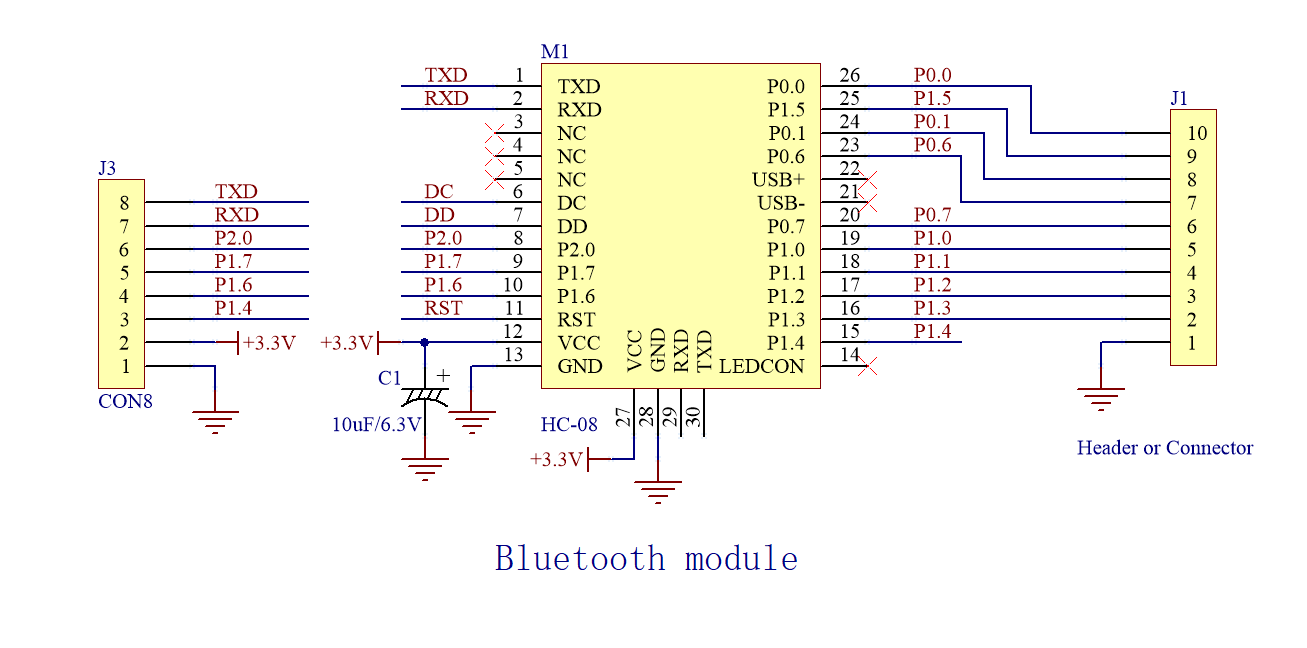 M1
TXD 1 TXD P0.0 26 P0.0
RXD 2 RXD P1.5 25 P1.5 J1
3 NC P0.1 24 P0.1 10
4 NC P0.6 23 P0.6 9
J3 5 NC USB+ 22 8
8 TXD DC 6 DC USB- 21 7
7 RXD DD 7 DD P0.7 20 P0.7 6
6 P2.0 P2.0 8 P2.0 P1.0 19 P1.0 5
5 P1.7 P1.7 9 P1.7 P1.1 18 P1.1 4
4 P1.6 P1.6 10 P1.6 P1.2 17 P1.2 3
3 P1.4 RST 11 RST P1.3 16 P1.3 2
2 +3.3V +3.3V 12 VCC P1.4 15 P1.4 1
1 13 GND LEDCON 14
VCC GND RXD TXD
C1 +
CON8
10uF/6.3V HC-08 27 28 29 30
Header or Connector
+3.3V
Bluetooth module